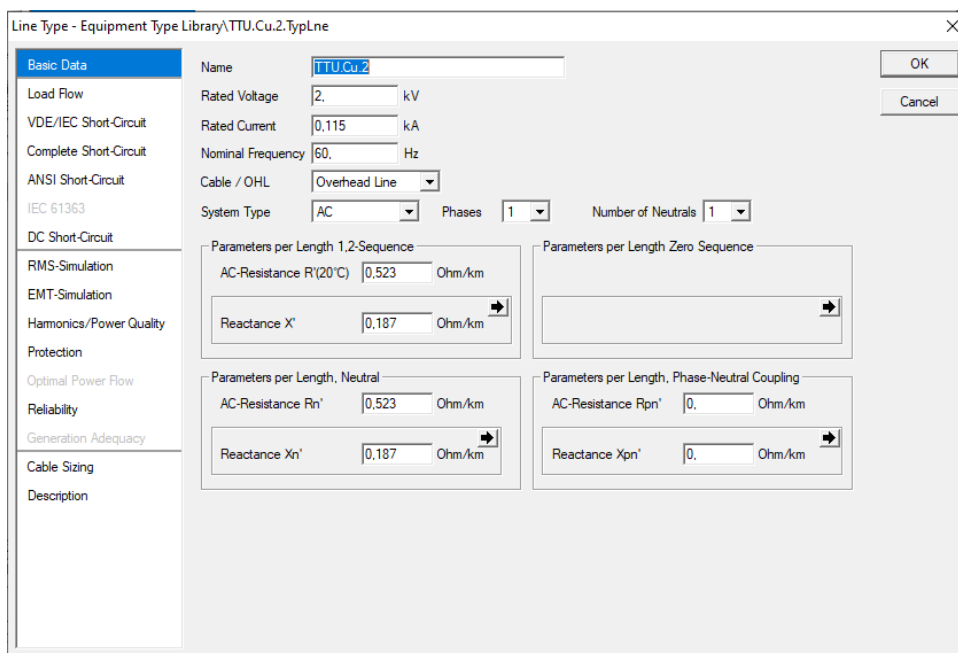 Line Type - Equipment Type Library\TTU.Cu.2.TypLne
Basic Data
Load Flow
VDE/IEC Short-Circuit
Complete Short-Circuit
ANSI Short-Circuit
IEC 61363
DC Short-Circuit
RMS-Simulation
EMT-Simulation
Harmonics/Power Quality
Protection
Optimal Power Flow
Reliability
Generation Adequacy
Cable Sizing
Description
Name TTU.Cu.2
Rated Voltage 2, kV
Rated Current 0,115 kA
Nominal Frequency 60, Hz
Cable / OHL Overhead Line
System Type AC Phases 1 Number of Neutrals 1
Parameters per Length 1,2-Sequence
AC-Resistance R'(20°C) 0,523 Ohm/km
Reactance X' 0,187 Ohm/km
Parameters per Length Zero Sequence
Parameters per Length, Neutral
AC-Resistance Rn' 0,523 Ohm/km
Reactance Xn' 0,187 Ohm/km
Parameters per Length, Phase-Neutral Coupling
AC-Resistance Rpn' 0, Ohm/km
Reactance Xpn' 0, Ohm/km
OK
Cancel